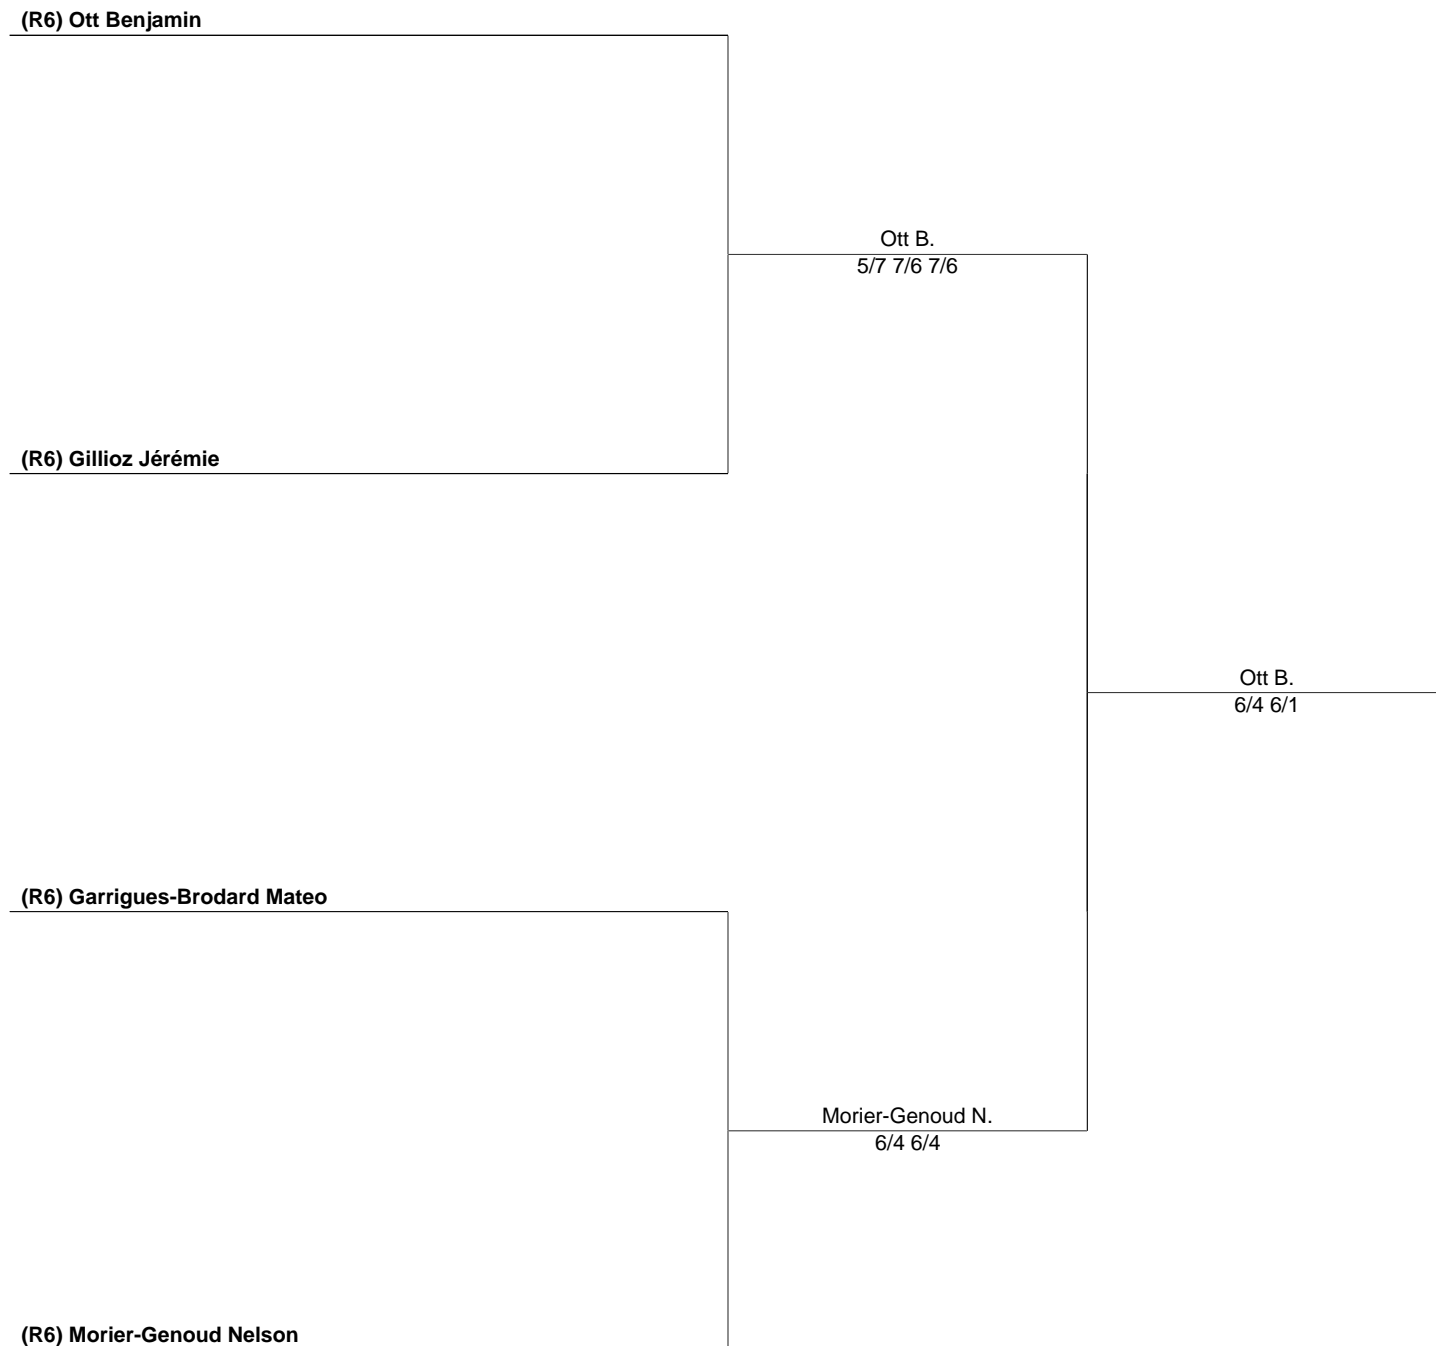 (R6) Ott Benjamin
Ott B.
5/7 7/6 7/6
(R6) Gillioz Jérémie
Ott B.
6/4 6/1
(R6) Garrigues-Brodard Mateo
Morier-Genoud N.
6/4 6/4
(R6) Morier-Genoud Nelson